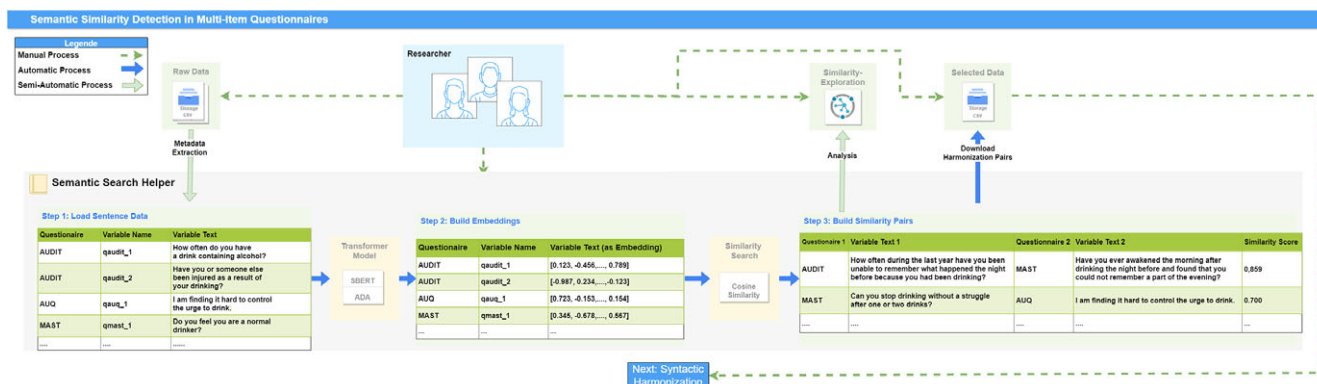 Semantic Similarity Detection in Multi-Item Questionnaires
Legende
Manual Process
Automatic Process
Semi-Automatic Process
Raw Data
Storage
CSV
Metadata
Extraction
Researcher
Similarity-
Exploration
Analysis
Selected Data
Storage
CSV
Download
Harmonization Pairs
Semantic Search Helper
Step 1: Load Sentence Data
Questionaire Variable Name Variable Text
AUDIT qaudit_1 How often do you have
a drink containing alcohol?
AUDIT qaudit_2 Have you or someone else
been injured as a result of
your drinking?
AUQ qauq_1 I am finding it hard to control
the urge to drink.
MAST qmast_1 Do you feel you are a normal
drinker?
.... .... ......
Transformer
Model
SBERT
ADA
Step 2: Build Embeddings
Questionaire Variable Name Variable Text (as Embedding)
AUDIT qaudit_1 [0.123, -0.456,...., 0.789]
AUDIT qaudit_2 [-0.987, 0.234,....,-0.123]
AUQ qauq_1 [0.723, -0.153,...., 0.154]
MAST qmast_1 [0.345, -0.678,...., 0.567]
... .... ....
Similarity
Search
Cosine
Similarity
Step 3: Build Similarity Pairs
Questionaire 1 Variable Text 1 Questionnaire 2 Variable Text 2 Similarity Score
AUDIT How often during the last year have you been
unable to remember what happened the night
before because you had been drinking? MAST Have you ever awakened the morning after
drinking the night before and found that you
could not remember a part of the evening? 0,859
MAST Can you stop drinking without a struggle
after one or two drinks? AUQ I am finding it hard to control the urge to drink. 0.700
.... .... .... .... ....
Next: Syntactic
Harmonization